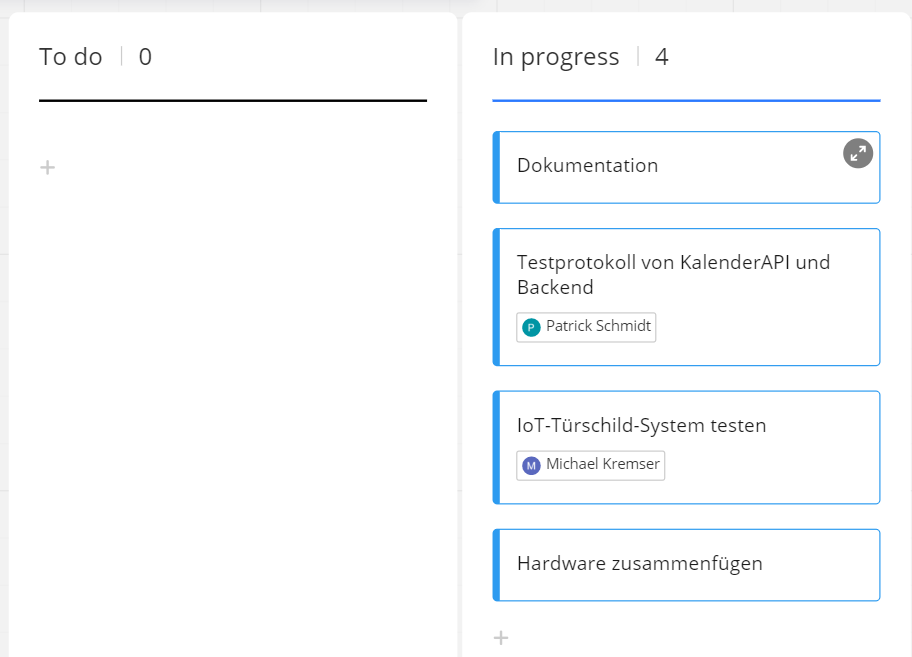 To do | 0
In progress | 4
Dokumentation
Testprotokoll von KalenderAPI und
Backend
P Patrick Schmidt
IoT-Türschild-System testen
M Michael Kremser
Hardware zusammenfügen